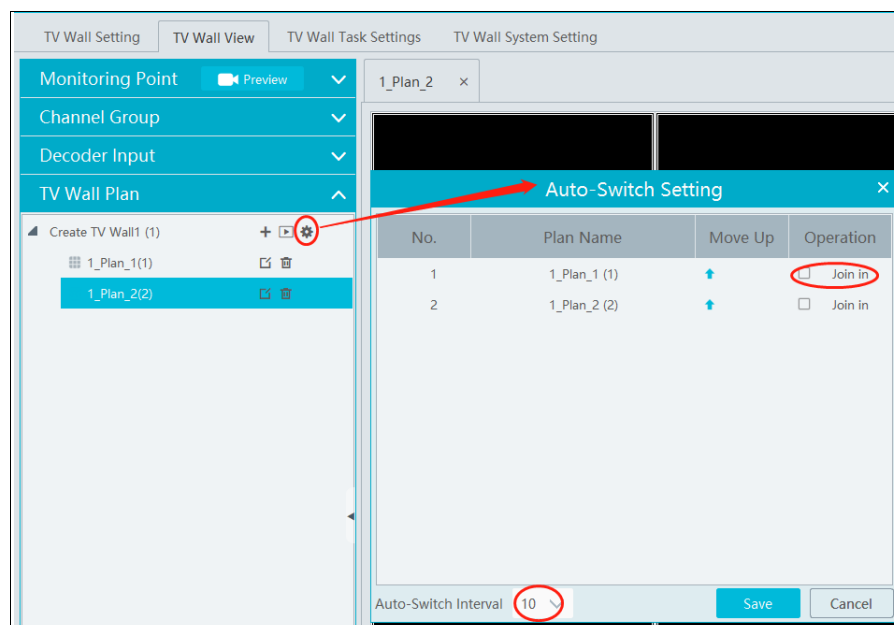 TV Wall Setting TV Wall View TV Wall Task Settings TV Wall System Setting
Monitoring Point Preview
Channel Group
Decoder Input
TV Wall Plan
Create TV Wall1 (1)
1_Plan_1(1)
1_Plan_2(2)
1_Plan_2 ×
Auto-Switch Setting ×
No. Plan Name Move Up Operation
1 1_Plan_1 (1) Join in
2 1_Plan_2 (2) Join in
Auto-Switch Interval 10 Save Cancel